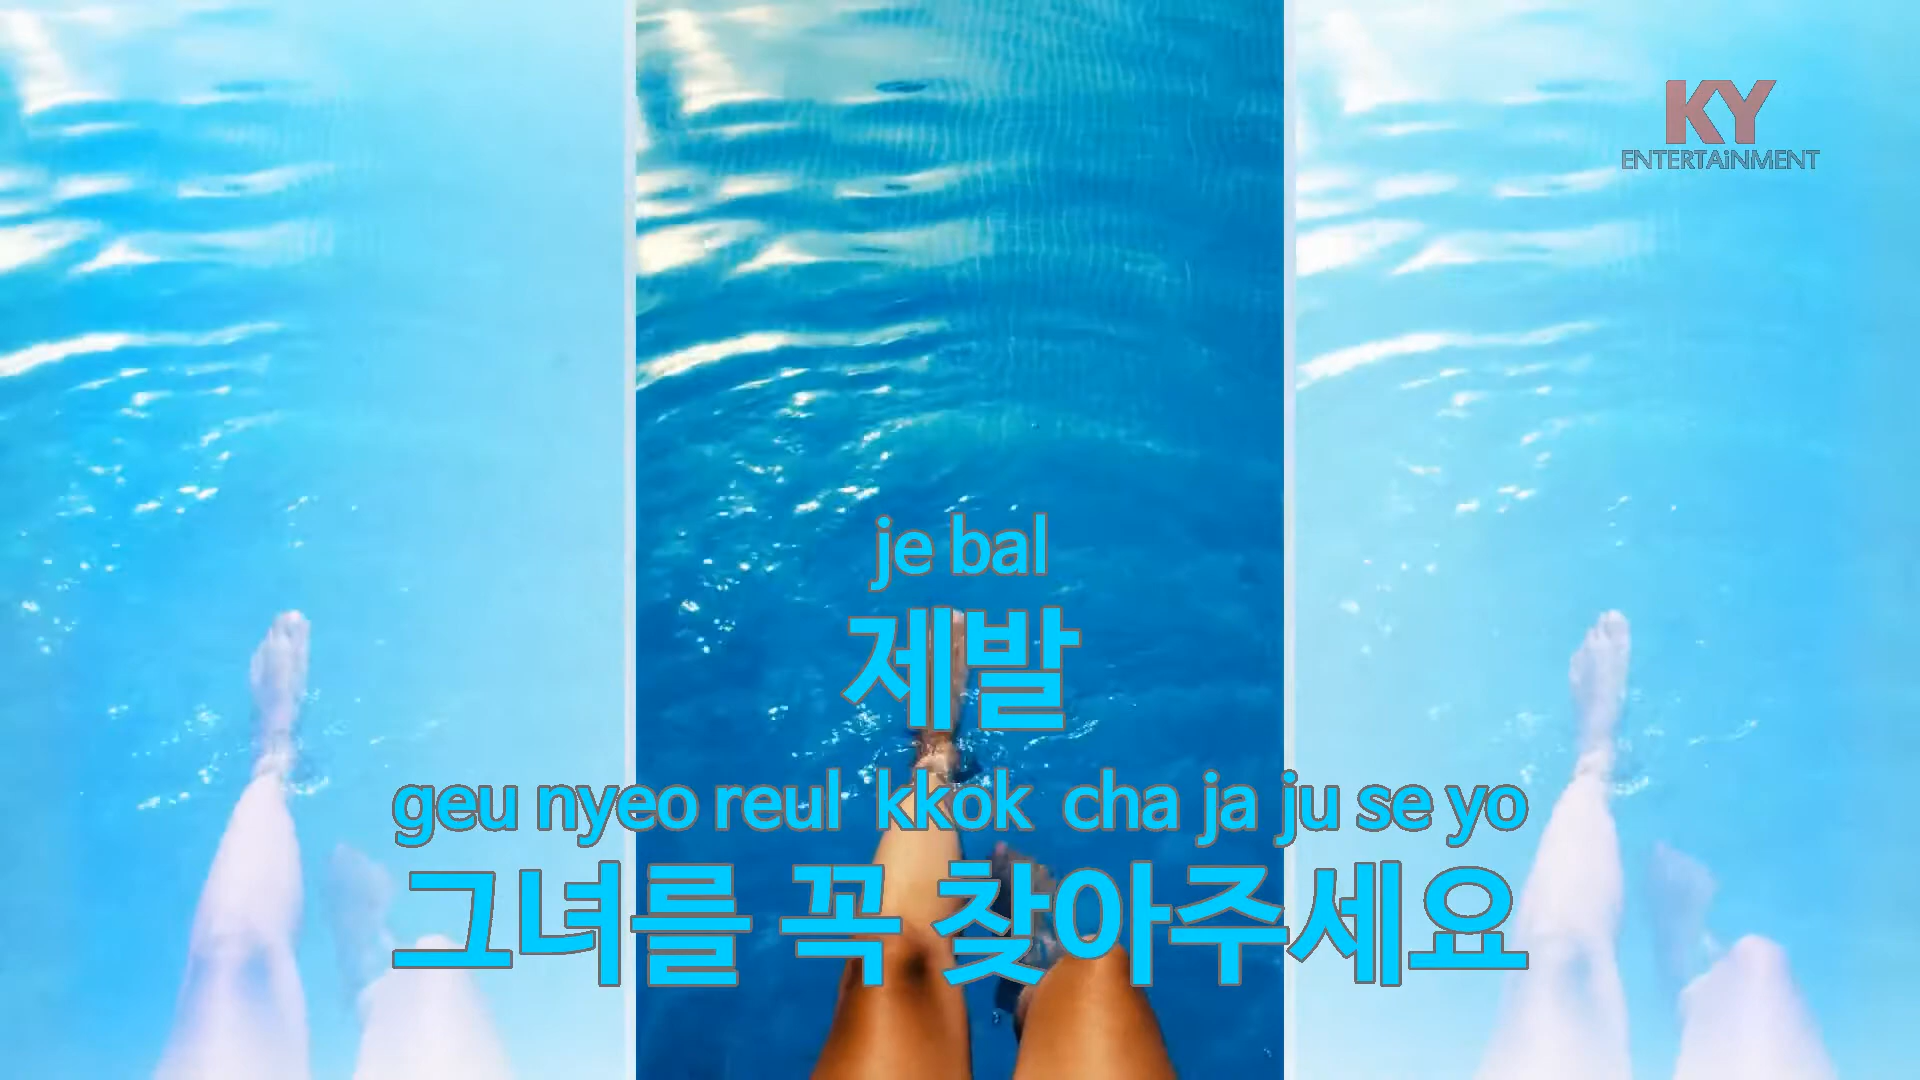 KY
ENTERTAiNMENT
je bal
제발
geu nyeo reul kkok cha ja ju se yo
그녀를 꼭 찾아주세요